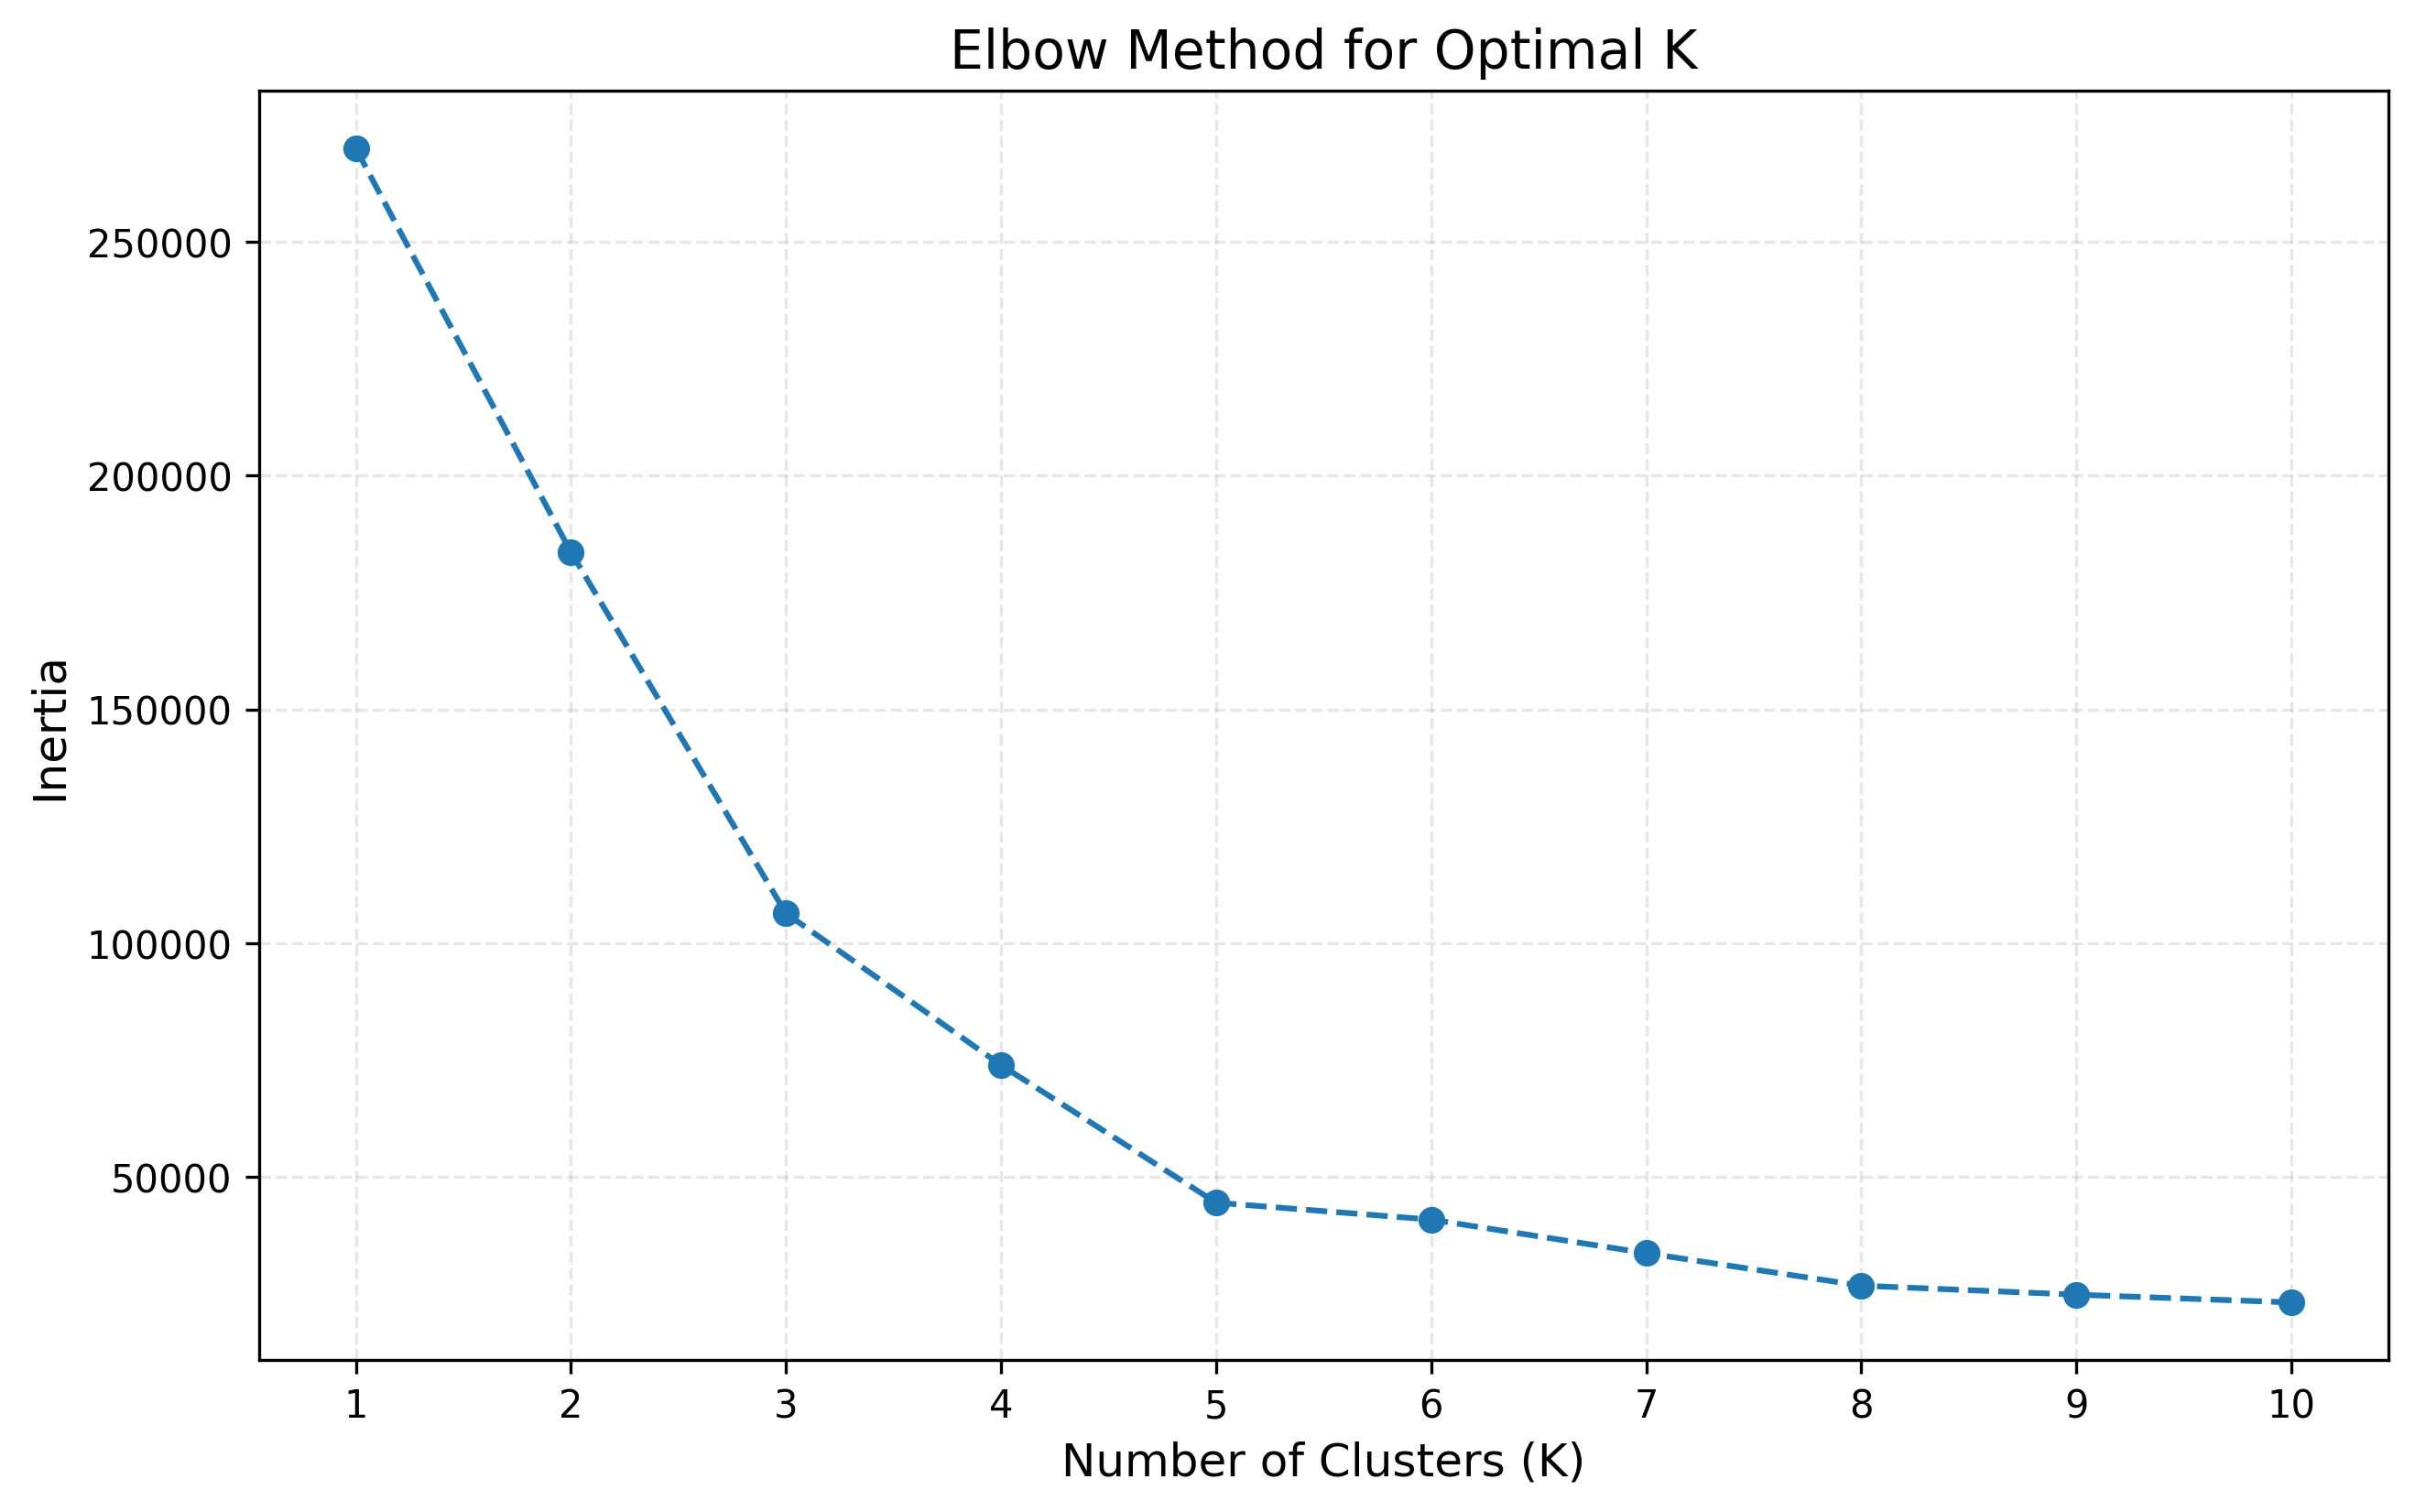 Elbow Method for Optimal K
250000
200000
150000
100000
50000
Inertia
1 2 3 4 5 6 7 8 9 10
Number of Clusters (K)